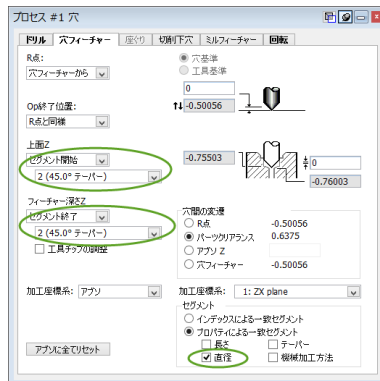 プロセス #1 穴
ドリル 穴フィーチャー 座ぐり 切削下穴 ミルフィーチャー 回転
R点:
穴フィーチャーから
穴基準
工具基準
0
Op終了位置:
R点と同様
-0.50056
上面Z
セグメント開始
2 (45.0° テーパー)
-0.75503
0
-0.76003
フィーチャー深さZ
セグメント終了
2 (45.0° テーパー)
工具チップの調整
穴間の変遷
R点 -0.50056
パーツクリアランス 0.6375
アプソ Z
穴フィーチャー -0.50056
加工座標系: アブソ
加工座標系: 1: ZX plane
セグメント
インデックスによる一致セグメント
プロパティによる一致セグメント
長さ テーパー
直径 機械加工方法
アブソに全てリセット